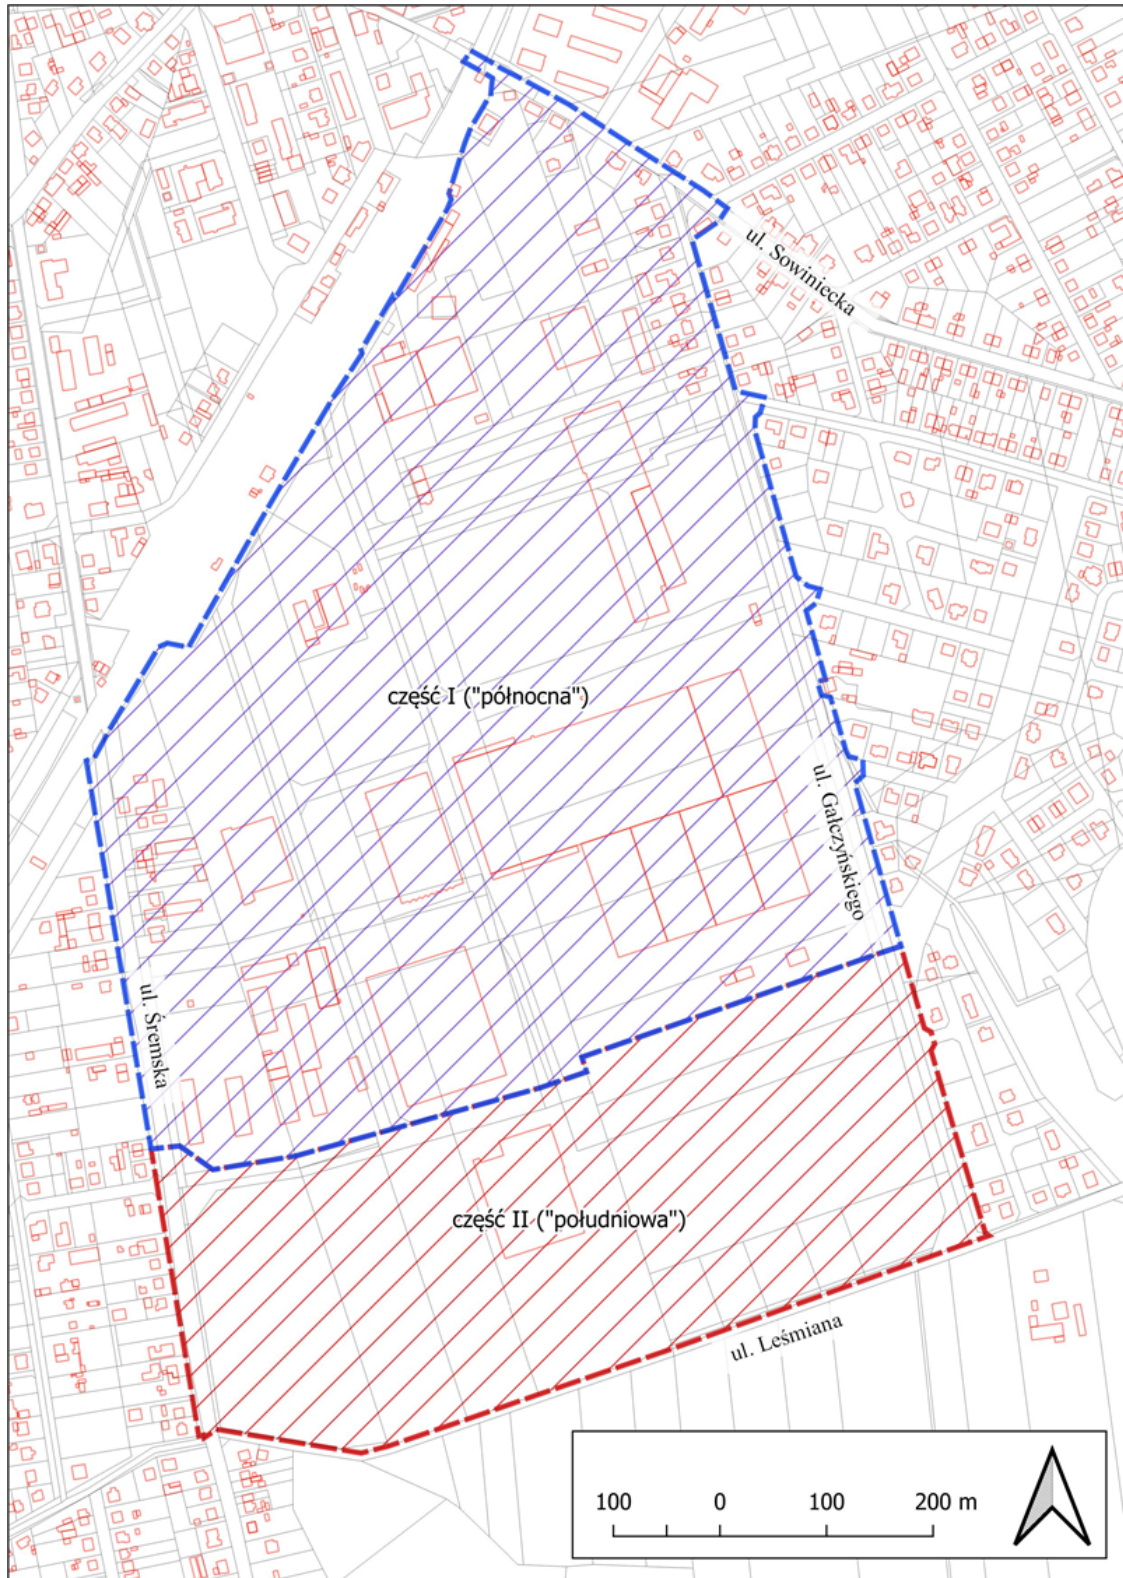 ul. Sowiniecka
część I ("północna")
ul. Gałczyńskiego
ul. Śremska
część II ("południowa")
ul. Leśmiana
100 0 100 200 m